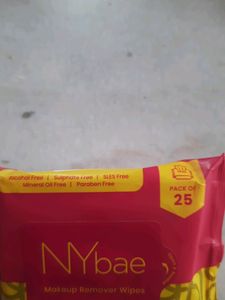 Alcohol Free | Sulphate Free | SLES Free
Mineral Oil Free | Paraben Free
PACK OF
25
NYbae
Makeup Remover Wipes